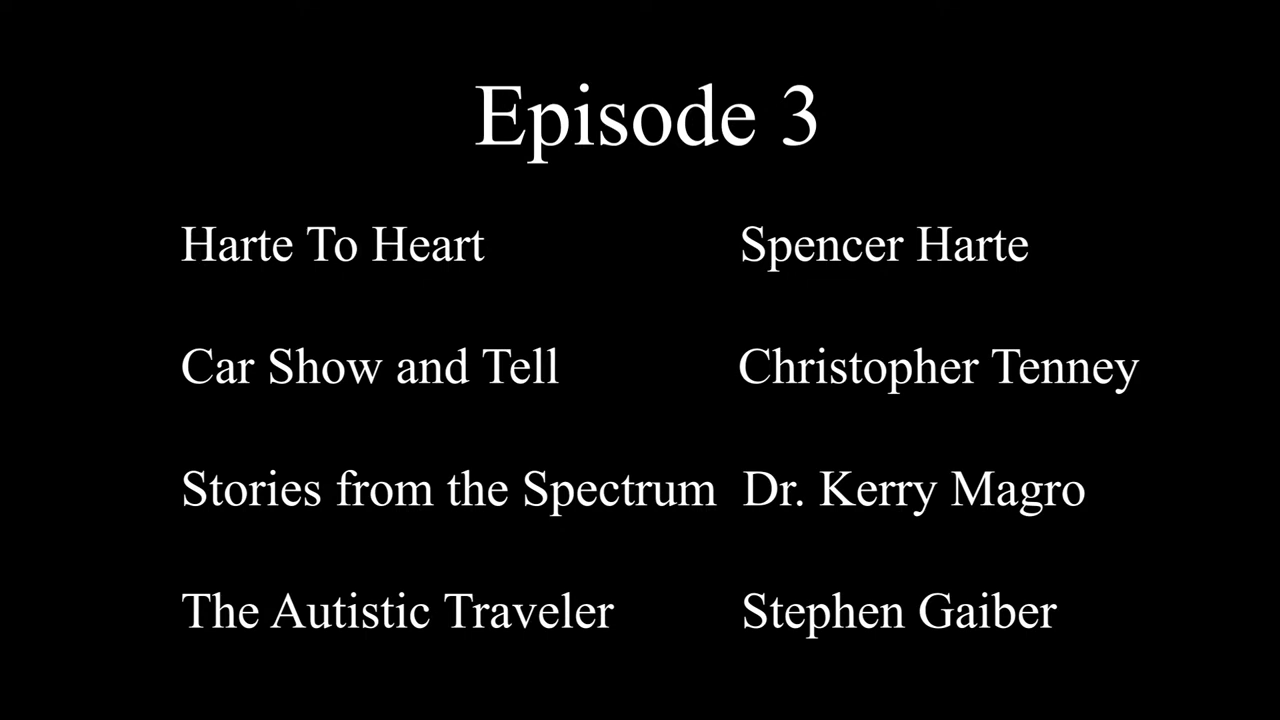 Episode 3
Harte To Heart Spencer Harte
Car Show and Tell Christopher Tenney
Stories from the Spectrum Dr. Kerry Magro
The Autistic Traveler Stephen Gaiber